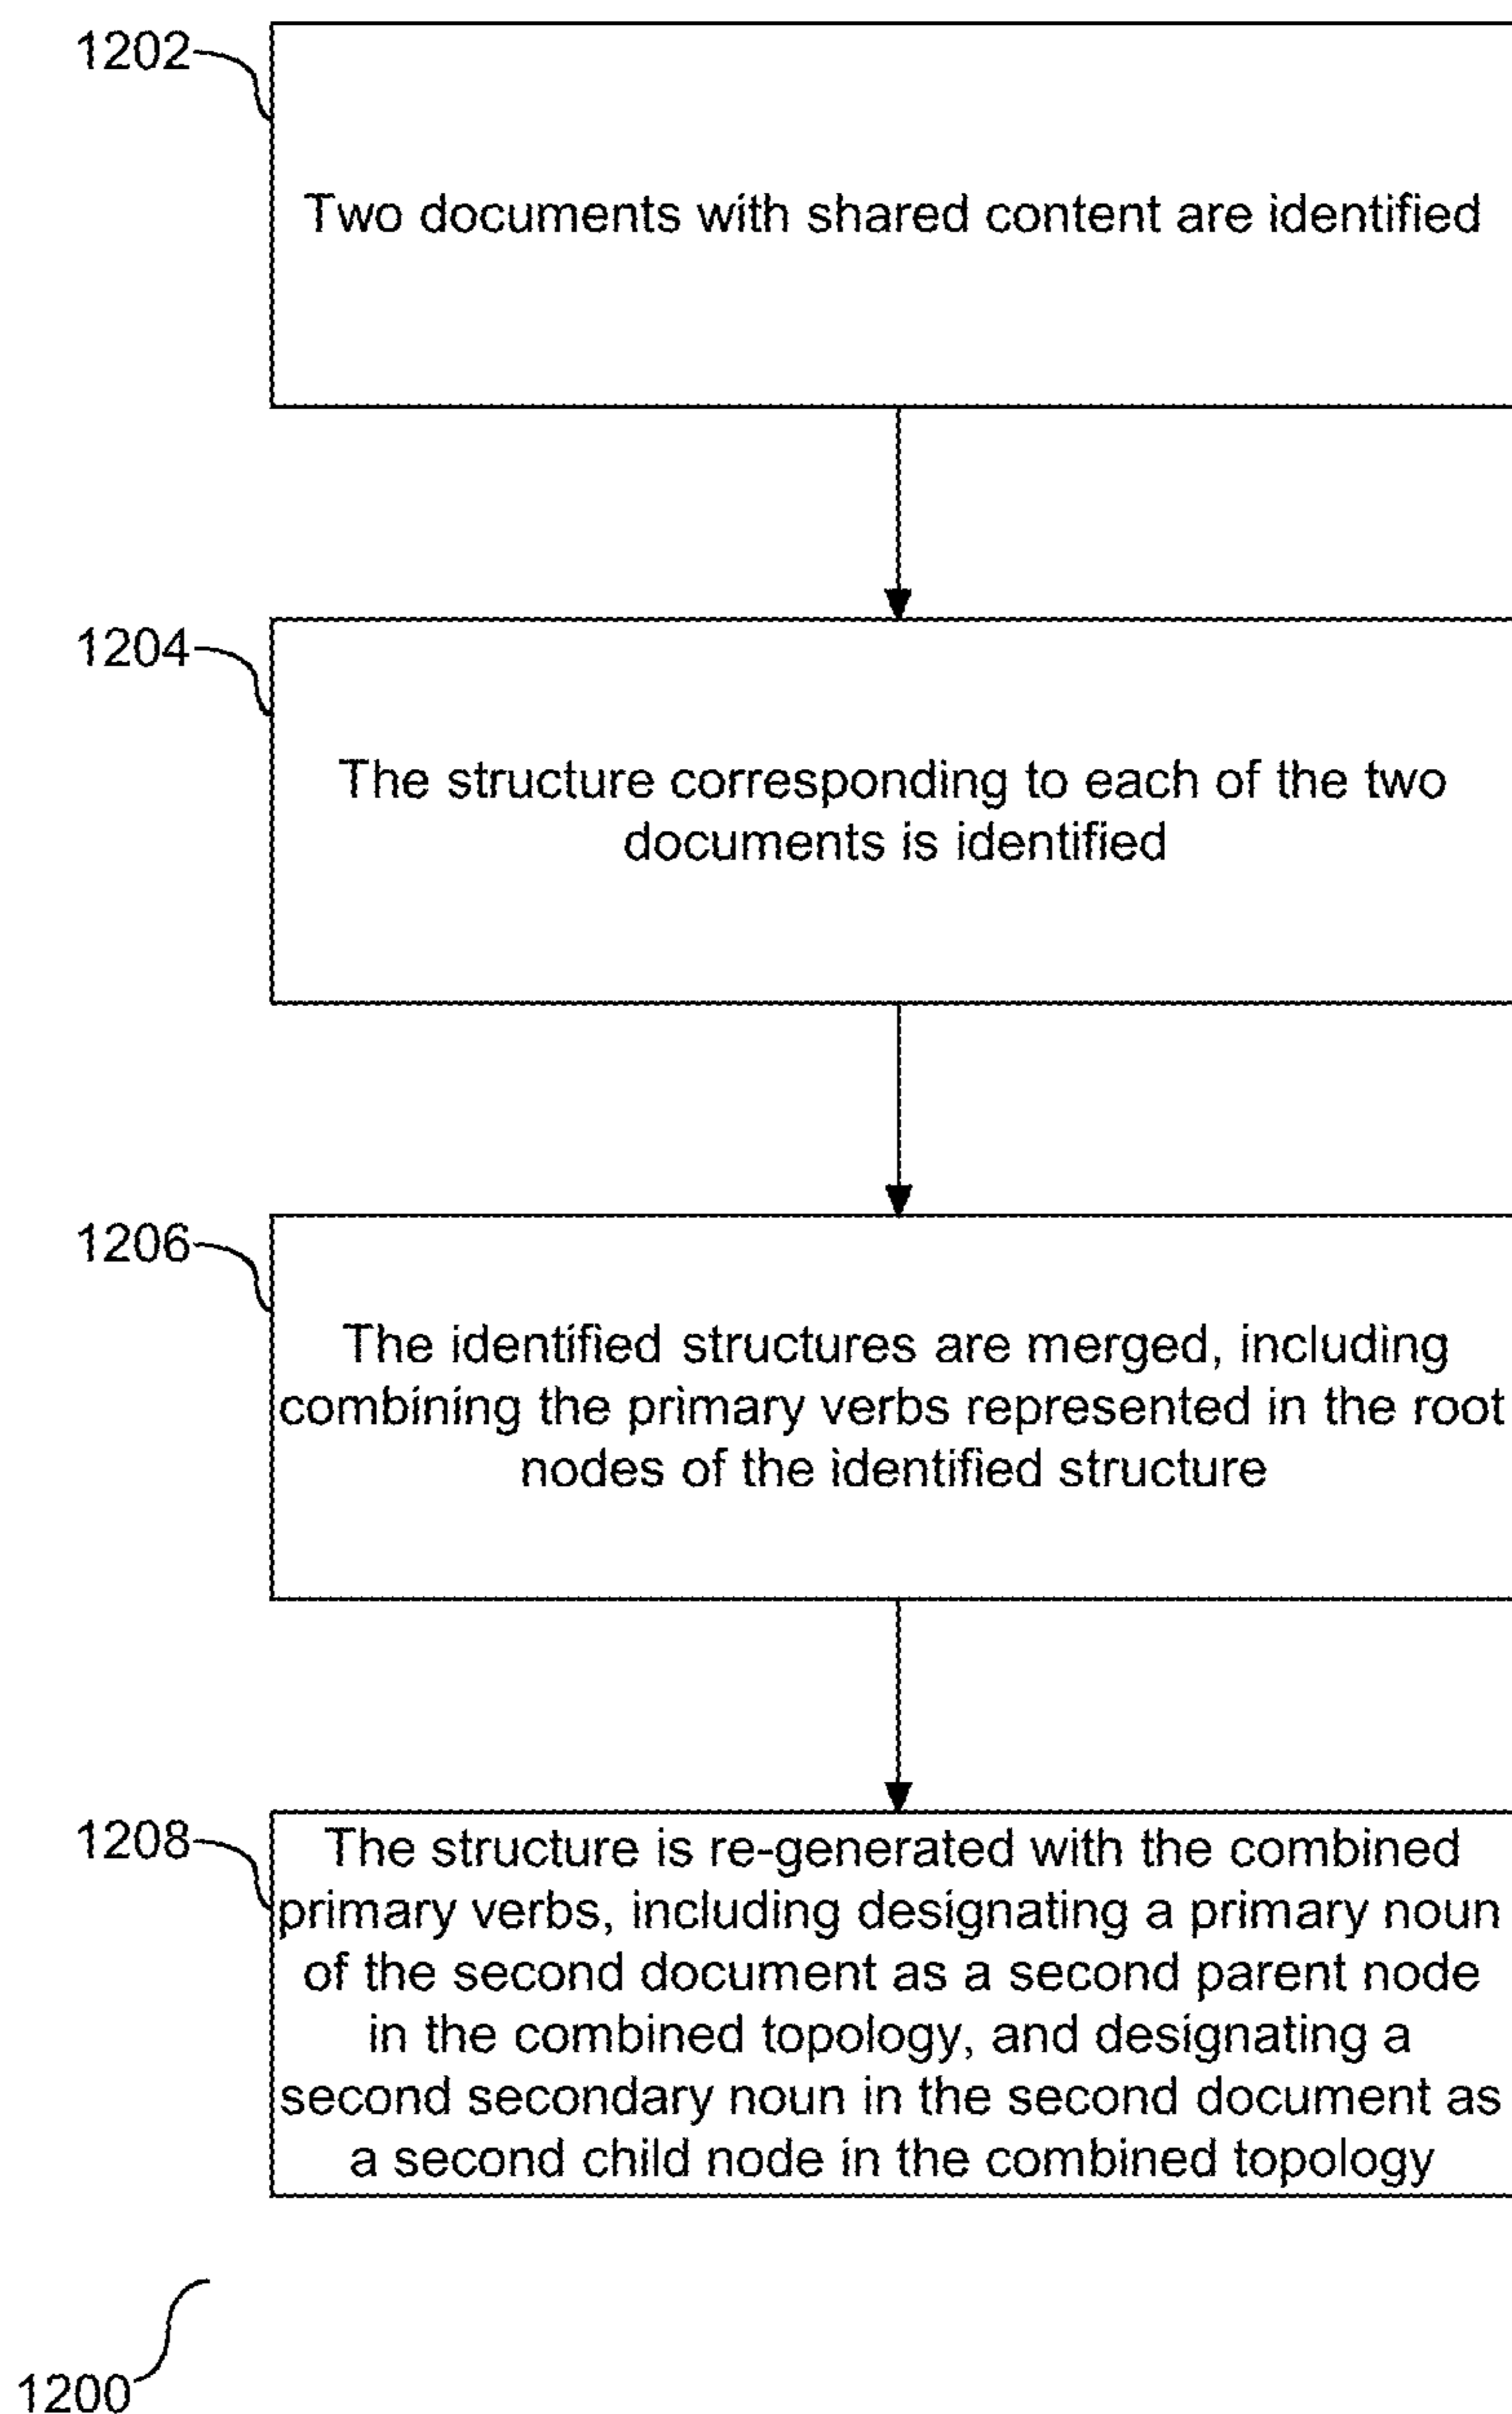 1202
Two documents with shared content are identified
1204
The structure corresponding to each of the two
documents is identified
1206
The identified structures are merged, including
combining the primary verbs represented in the root
nodes of the identified structure
1208
The structure is re-generated with the combined
primary verbs, including designating a primary noun
of the second document as a second parent node
in the combined topology, and designating a
second secondary noun in the second document as
a second child node in the combined topology
1200